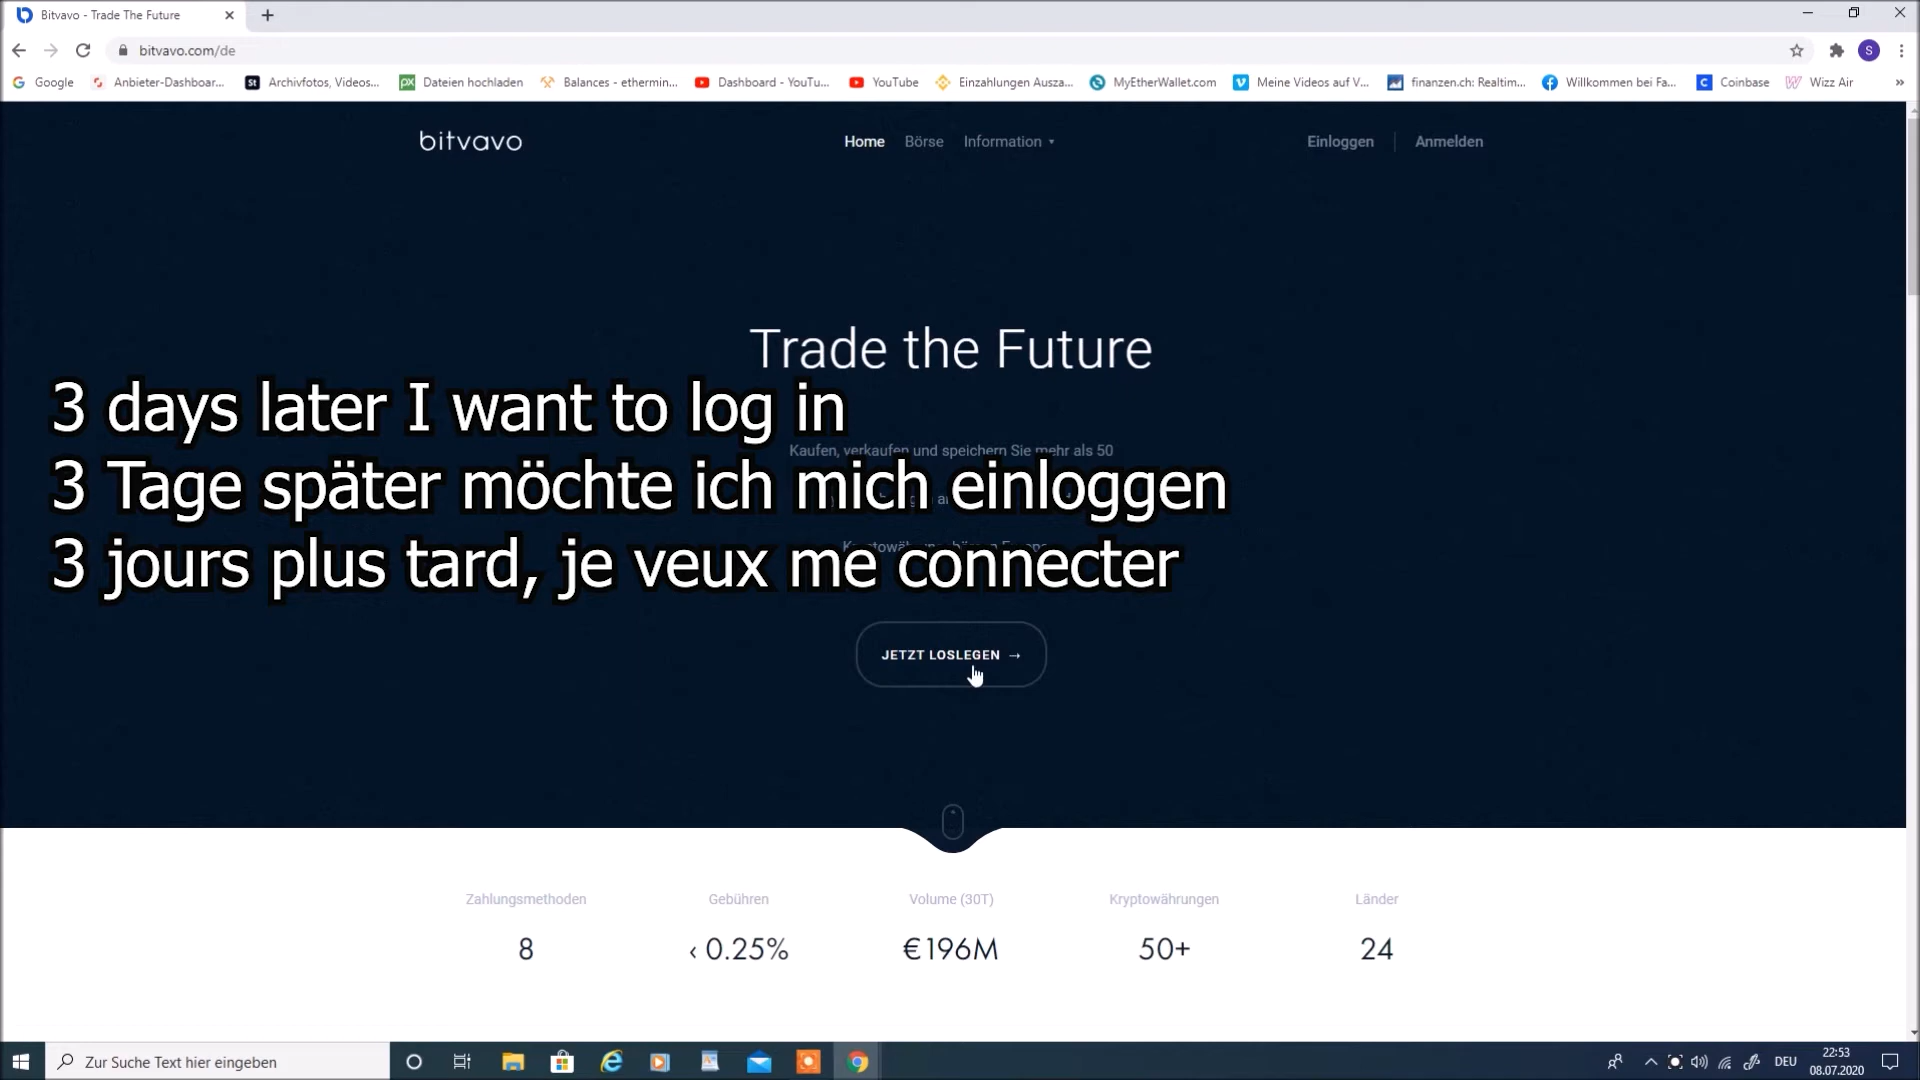 Bitvavo - Trade The Future
bitvavo.com/de
S
Google
Anbieter-Dashboar...
Archivfotos, Videos...
Dateien hochladen
Balances - ethermin...
Dashboard - YouTu...
YouTube
Einzahlungen Ausza...
MyEtherWallet.com
Meine Videos auf V...
finanzen.ch: Realtim...
Willkommen bei Fa...
Coinbase
Wizz Air
»
bitvavo
Home
Börse
Information
Einloggen
Anmelden
Trade the Future
3 days later I want to log in
Kaufen, verkaufen und speichern Sie mehr als 50
3 Tage später möchte ich mich einloggen
3 jours plus tard, je veux me connecter
JETZT LOSLEGEN →
Zahlungsmethoden
Gebühren
Volume (30T)
Kryptowährungen
Länder
8
‹ 0.25%
€196M
50+
24
Zur Suche Text hier eingeben
DEU
22:53
08.07.2020